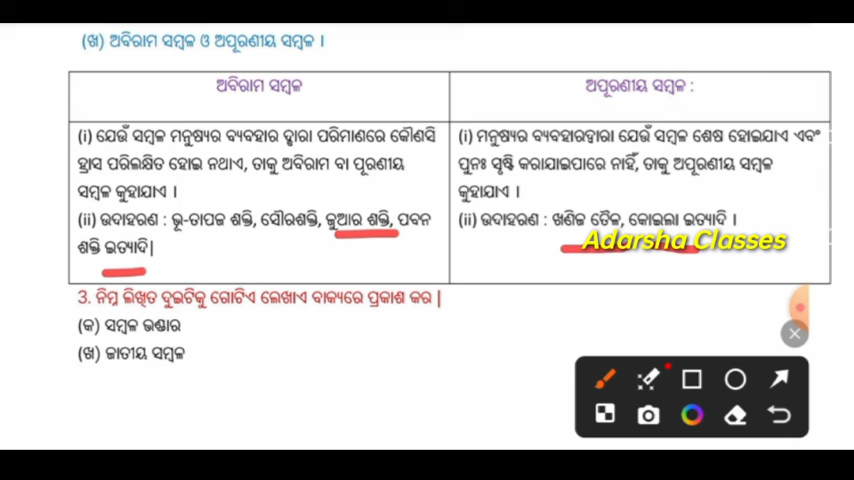 (ଖ) ଅବିରାମ ସମ୍ବଳ ଓ ଅପୂରଣୀୟ ସମ୍ବଳ ।
ଅବିରାମ ସମ୍ବଳ
(i) ଯେଉଁ ସମ୍ବଳ ମନୁଷ୍ୟର ବ୍ୟବହାର ଦ୍ବାରା ପରିମାଣରେ କୌଣସି
ହ୍ରାସ ପରିଲକ୍ଷିତ ହୋଇ ନଥାଏ, ତାକୁ ଅବିରାମ ବା ପୂରଣୀୟ
ସମ୍ବଳ କୁହାଯାଏ ।
(ii) ଉଦାହରଣ : ଭୂ-ତାପଜ ଶକ୍ତି, ସୌରଶକ୍ତି, ଜୁଆର ଶକ୍ତି, ପବନ
ଶକ୍ତି ଇତ୍ୟାଦି|
ଅପୂରଣୀୟ ସମ୍ବଳ :
(i) ମନୁଷ୍ୟର ବ୍ୟବହାରଦ୍ୱାରା ଯେଉଁ ସମ୍ବଳ ଶେଷ ହୋଇଯାଏ ଏବଂ
ପୁନଃ ସୃଷ୍ଟି କରାଯାଇପାରେ ନାହିଁ, ତାକୁ ଅପୂରଣୀୟ ସମ୍ବଳ
କୁହାଯାଏ ।
(ii) ଉଦାହରଣ : ଖଣିଜ ତୈଳ, କୋଇଲା ଇତ୍ୟାଦି ।
Adarsha Classes
3. ନିମ୍ନ ଲିଖିତ ଦୁଇଟିକୁ ଗୋଟିଏ ଲେଖାଏ ବାକ୍ୟରେ ପ୍ରକାଶ କର |
(କ) ସମ୍ବଳ ଭଣ୍ଡାର
(ଖ) ଜାତୀୟ ସମ୍ବଳ